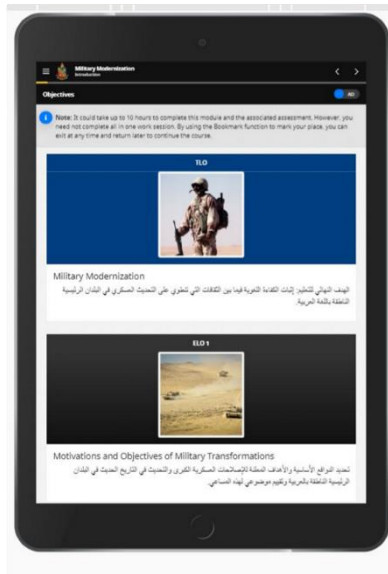 Military Modernization
Introduction
Objectives
Note: It could take up to 10 hours to complete this module and the associated assessment. However, you
need not complete all in one work session. By using the Bookmark function to mark your place, you can
exit at any time and return later to continue the course.
TLO
Military Modernization
الهدف النهائي للتعليم: إثبات الكفاءة اللغوية فيما بين الثقافات التي تنطوي على التحديث العسكري في البلدان الرئيسية
الناطقة باللغة العربية.
ELO 1
Motivations and Objectives of Military Transformations
تحديد الدوافع الأساسية والأهداف المعلنة للإصلاحات العسكرية الكبرى والتحديث في التاريخ الحديث في البلدان
الرئيسية الناطقة بالعربية وتقييم موضوعي لهذه المساعي.